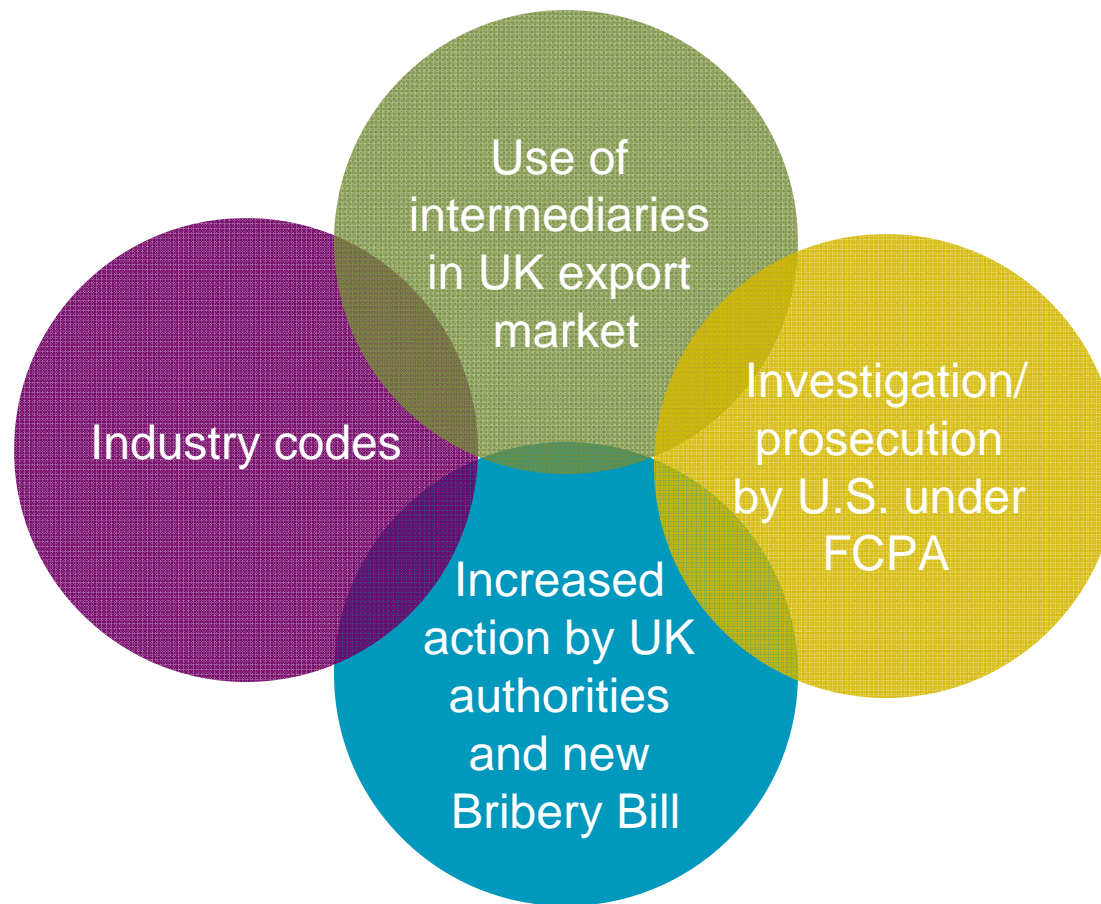 Use of
intermediaries
in UK export
market
Industry codes
Investigation/
prosecution
by U.S. under
FCPA
Increased
action by UK
authorities
and new
Bribery Bill